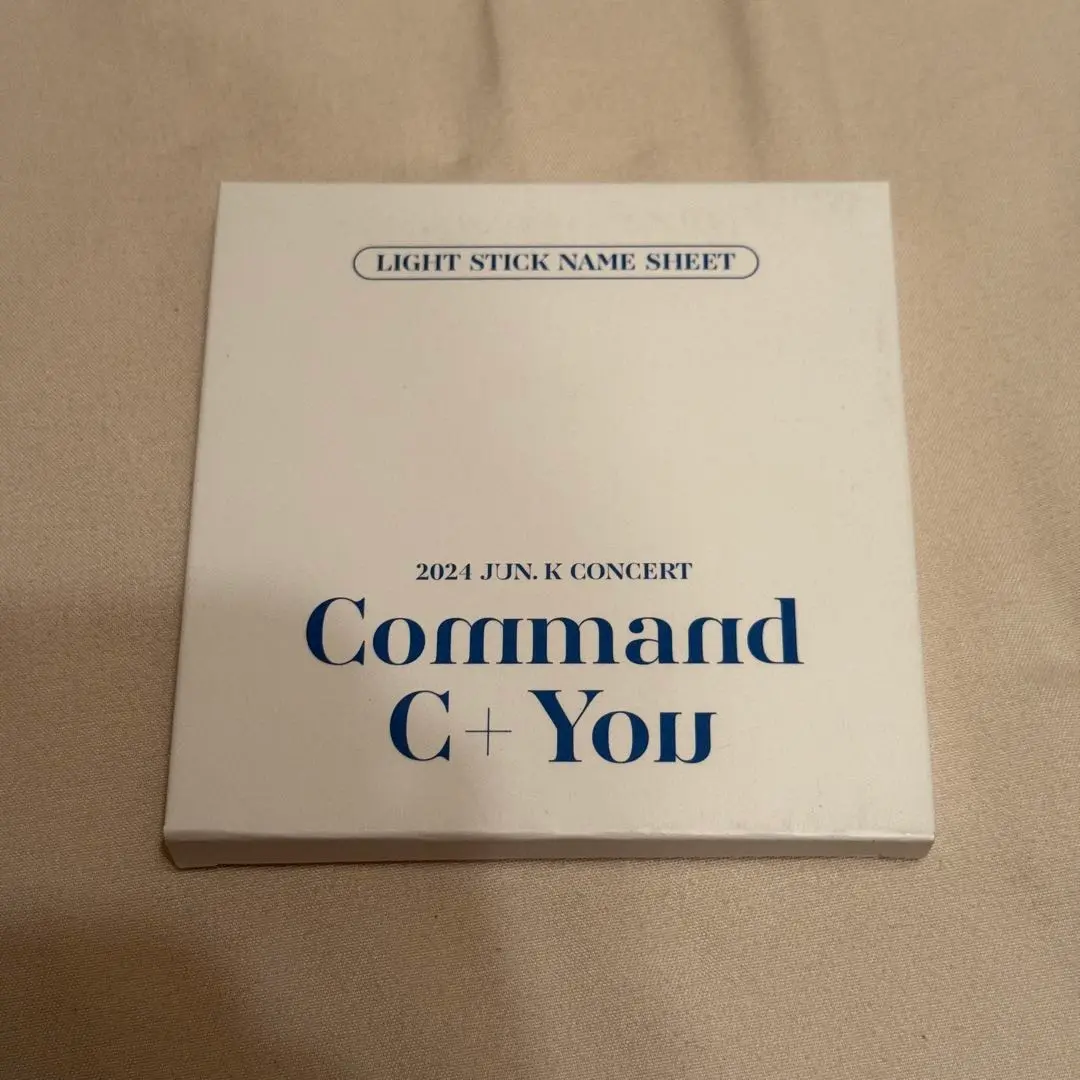 LIGHT STICK NAME SHEET
2024 JUN. K CONCERT
Command
C + You